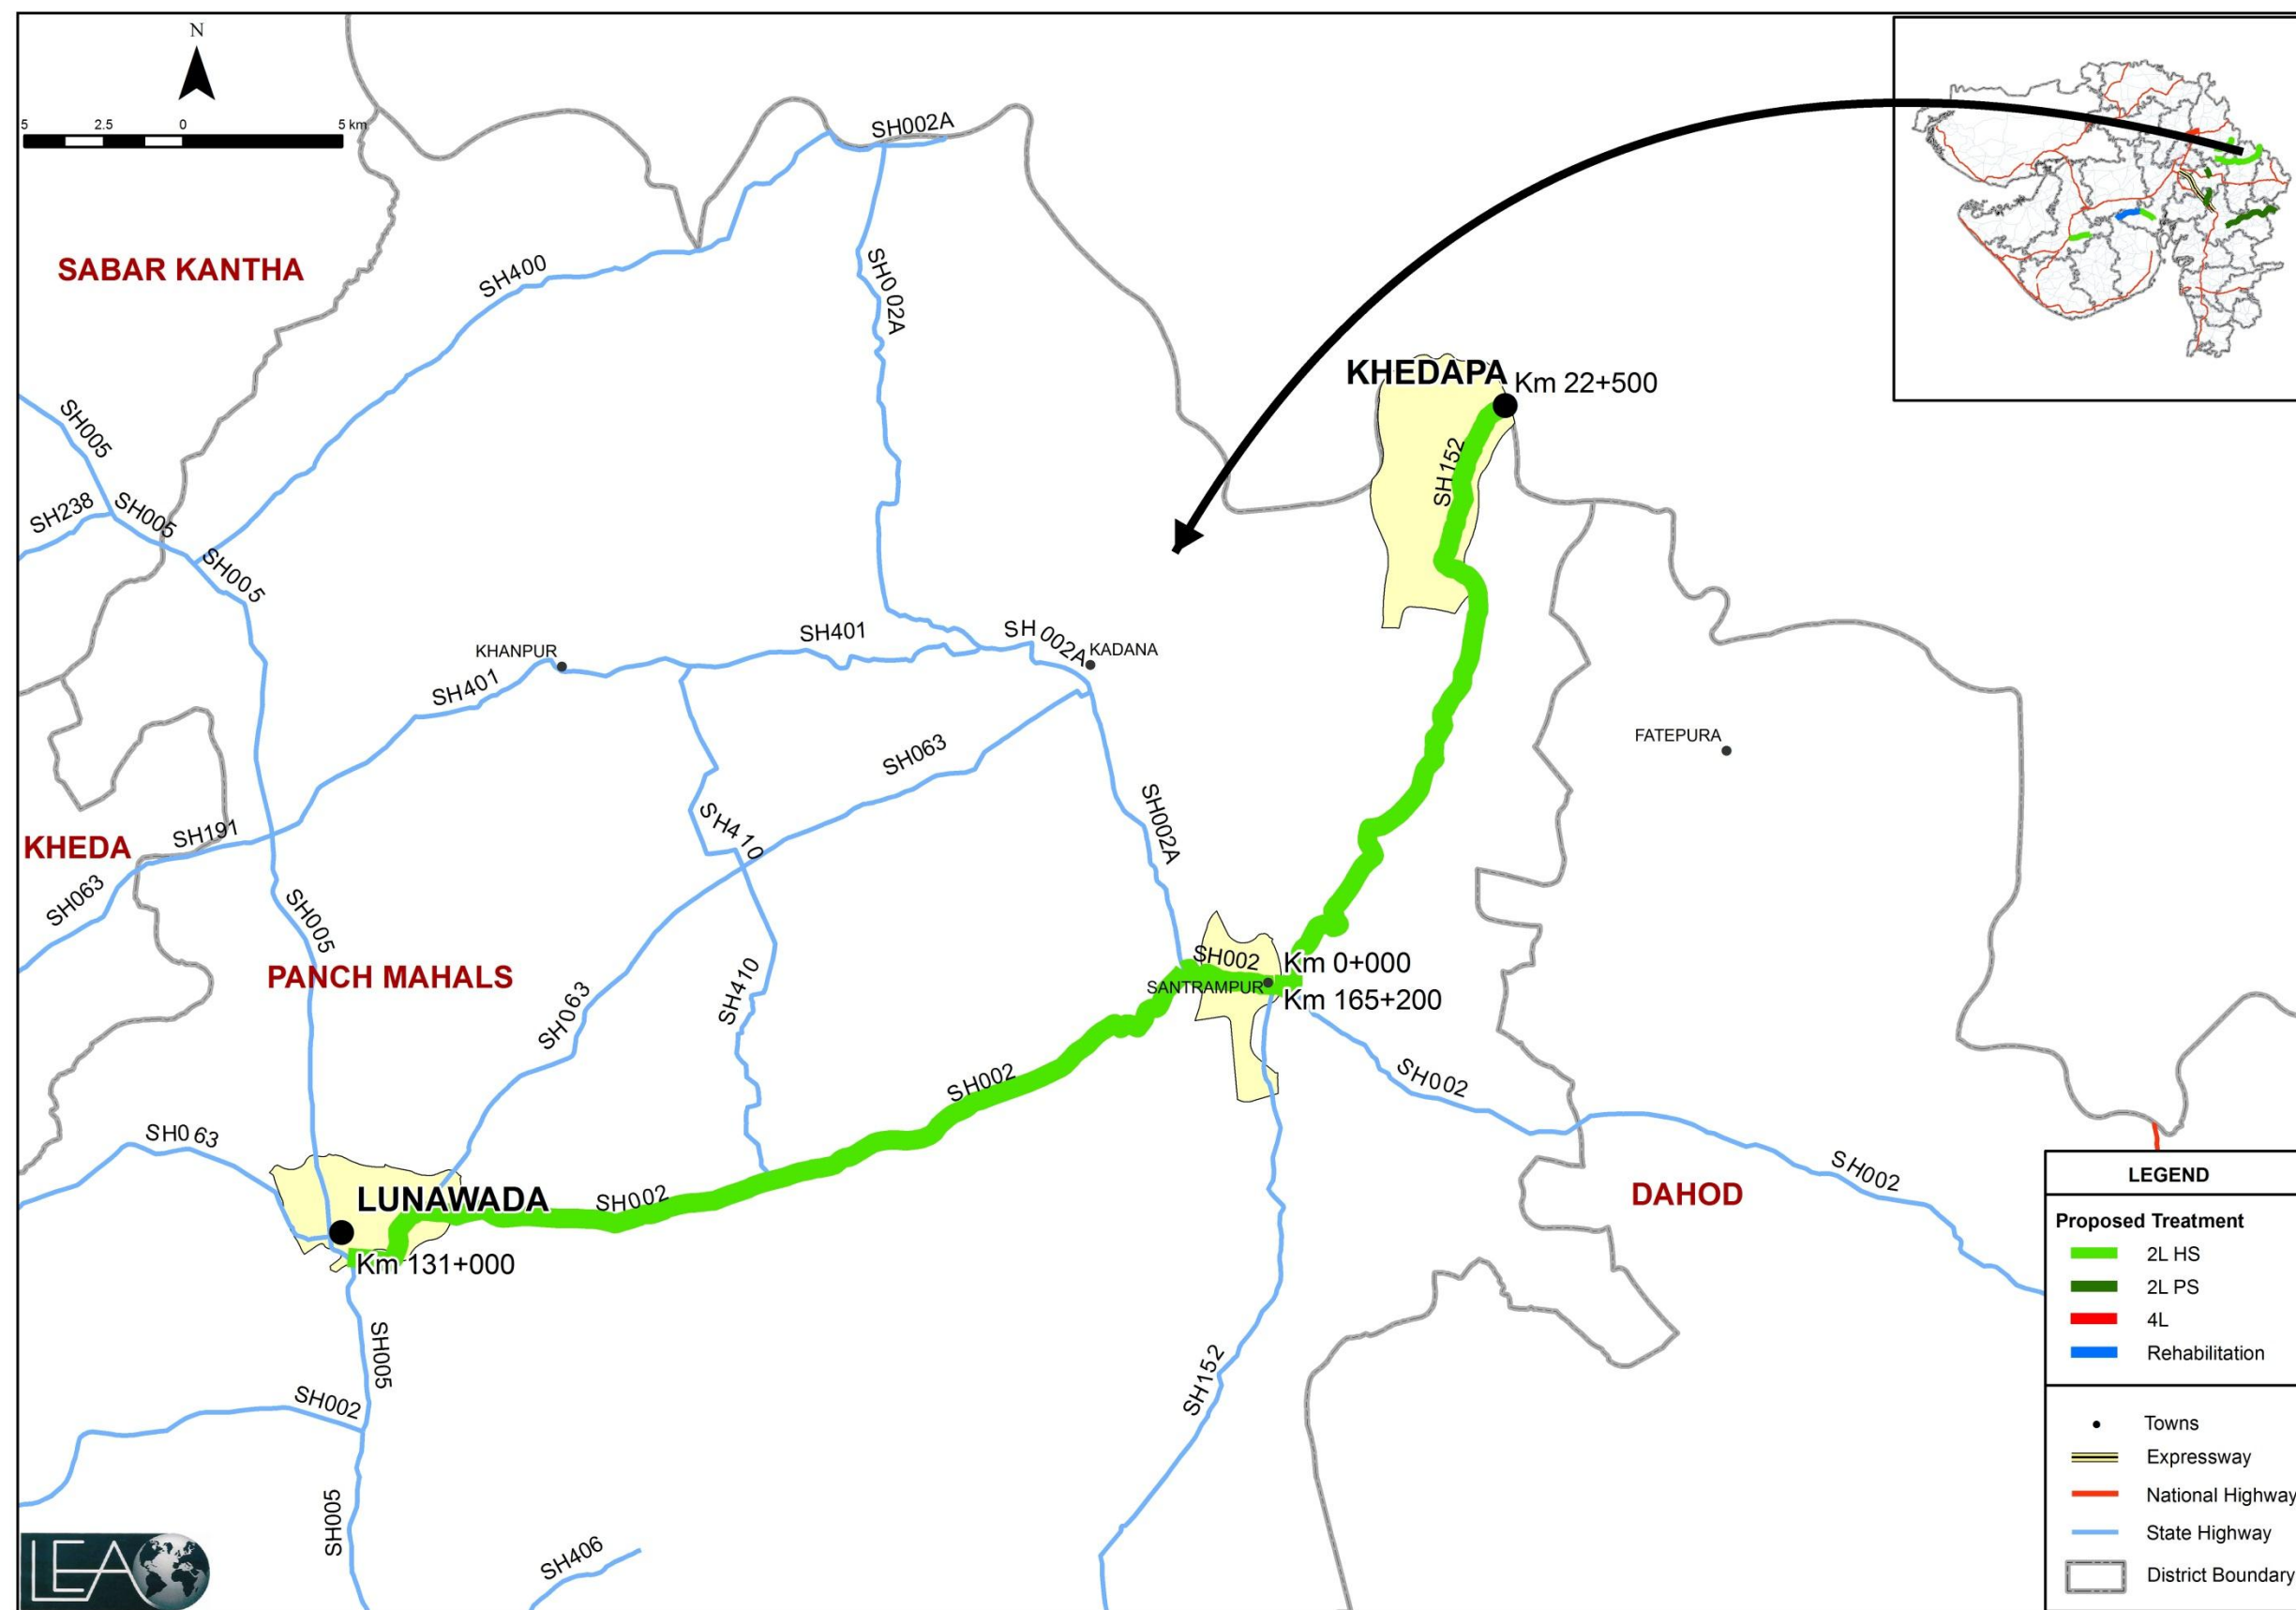 N
5 2.5 0 5 km
SH002A
SABAR KANTHA
SH400
SH002A
KHEDAPA
Km 22+500
SH152
SH005
SH238
SH005
SH005
KHANPUR
SH401
SH401
SH 002A
KADANA
FATEPURA
SH063
SH002A
SH410
KHEDA
SH191
SH063
SH005
PANCH MAHALS
SH063
SH410
SH002
Km 0+000
SANTRAMPUR
Km 165+200
SH002
SH002
SH063
SH002
DAHOD
LUNAWADA
SH002
Km 131+000
SH005
SH002
SH152
SH005
SH406
LEA
LEGEND
Proposed Treatment
2L HS
2L PS
4L
Rehabilitation
Towns
Expressway
National Highway
State Highway
District Boundary